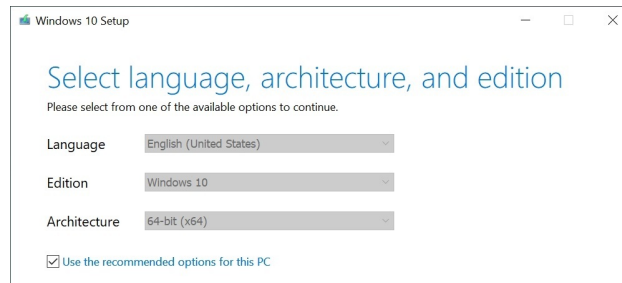 Windows 10 Setup
Select language, architecture, and edition
Please select from one of the available options to continue.
Language English (United States)
Edition Windows 10
Architecture 64-bit (x64)
Use the recommended options for this PC